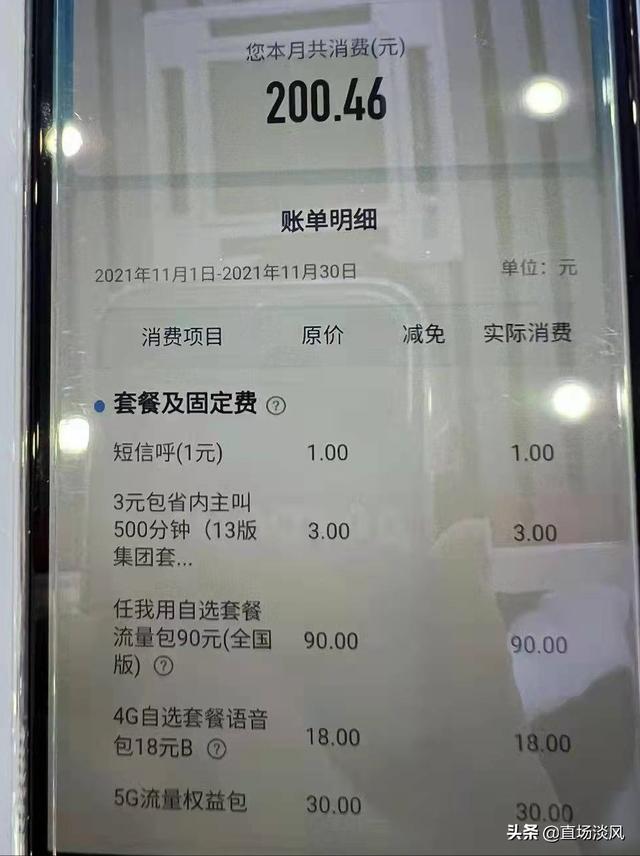 您本月共消费(元)
200.46
账单明细
2021年11月1日-2021年11月30日 单位：元
消费项目 原价 减免 实际消费
套餐及固定费 ?
短信呼(1元) 1.00 1.00
3元包省内主叫
500分钟（13版 3.00 3.00
集团套...
任我用自选套餐
流量包90元(全国 90.00 90.00
版) ?
4G自选套餐语音
包18元B ? 18.00 18.00
5G流量权益包 30.00 30.00
头条 @直场淡风